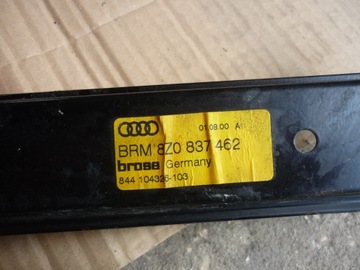 01.08.00 A
BRM 8Z0 837 462
brose Germany
844 104326-103